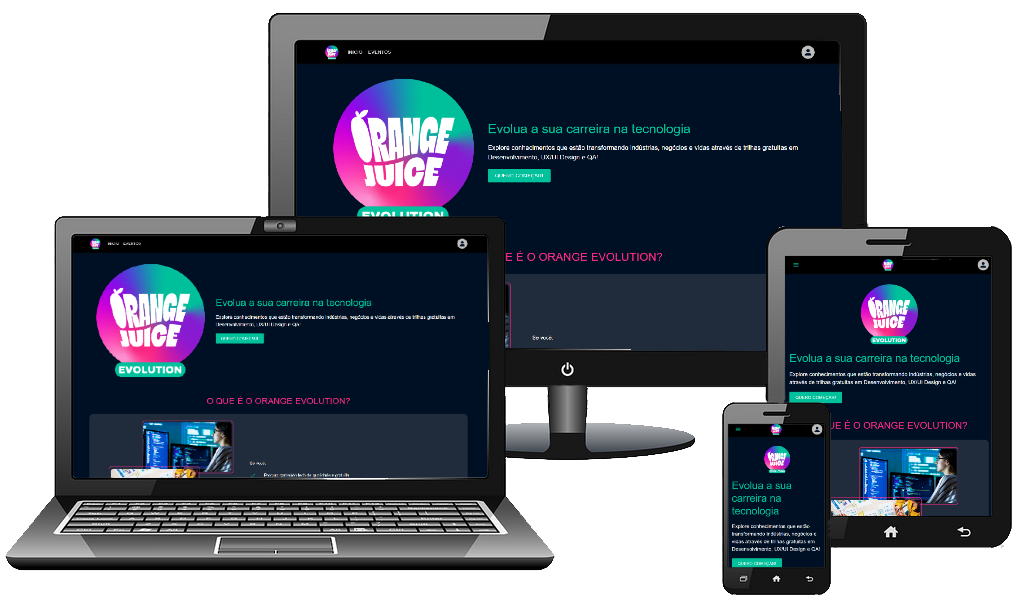 INICIO EVENTOS
ORANGE
JUICE
EVOLUTION
Evolua a sua carreira na tecnologia
Explore conhecimentos que estão transformando indústrias, negócios e vidas através de trilhas gratuitas em
Desenvolvimento, UX/UI Design e QA!
QUERO COMEÇAR!
E É O ORANGE EVOLUTION?
Se você:
INICIO EVENTOS
ORANGE
JUICE
EVOLUTION
Evolua a sua carreira na tecnologia
Explore conhecimentos que estão transformando indústrias, negócios e vidas através de trilhas gratuitas em
Desenvolvimento, UX/UI Design e QA!
QUERO COMEÇAR!
O QUE É O ORANGE EVOLUTION?
Se você:
ORANGE
JUICE
EVOLUTION
Evolua a sua carreira na tecnologia
Explore conhecimentos que estão transformando indústrias, negócios e vidas
através de trilhas gratuitas em Desenvolvimento, UX/UI Design e QA!
QUERO COMEÇAR!
UE É O ORANGE EVOLUTION?
ORANGE
JUICE
EVOLUTION
Evolua a sua
carreira na
tecnologia
Explore conhecimentos que estão
transformando indústrias, negócios e
vidas através de trilhas gratuitas em
Desenvolvimento, UX/UI Design e QA!
QUERO COMEÇAR!